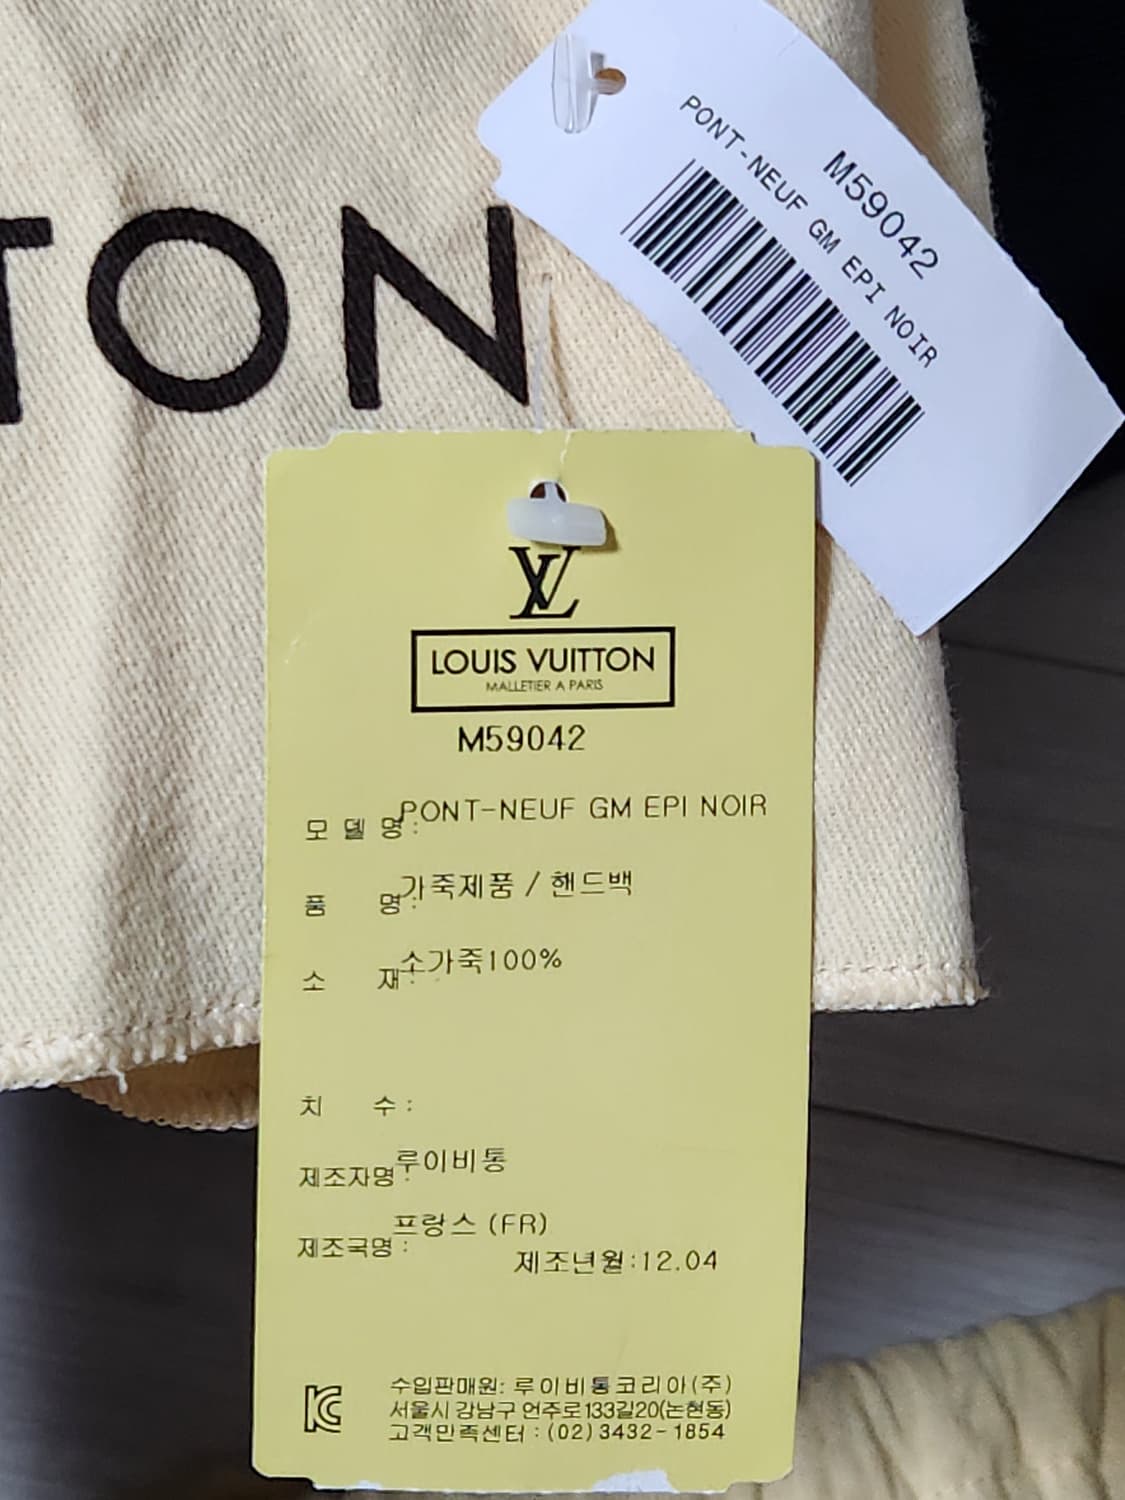 TON
M59042
PONT-NEUF GM EPI NOIR
LV
LOUIS VUITTON
MALLETIER A PARIS
M59042
모 델 명: PONT-NEUF GM EPI NOIR
품 명: 가죽제품 / 핸드백
소 재: 소가죽100%
치 수:
제조자명: 루이비통
제조국명: 프랑스 (FR)
제조년월:12.04
수입판매원: 루이비통코리아(주)
서울시 강남구 언주로133길20(논현동)
고객만족센터 : (02)3432-1854